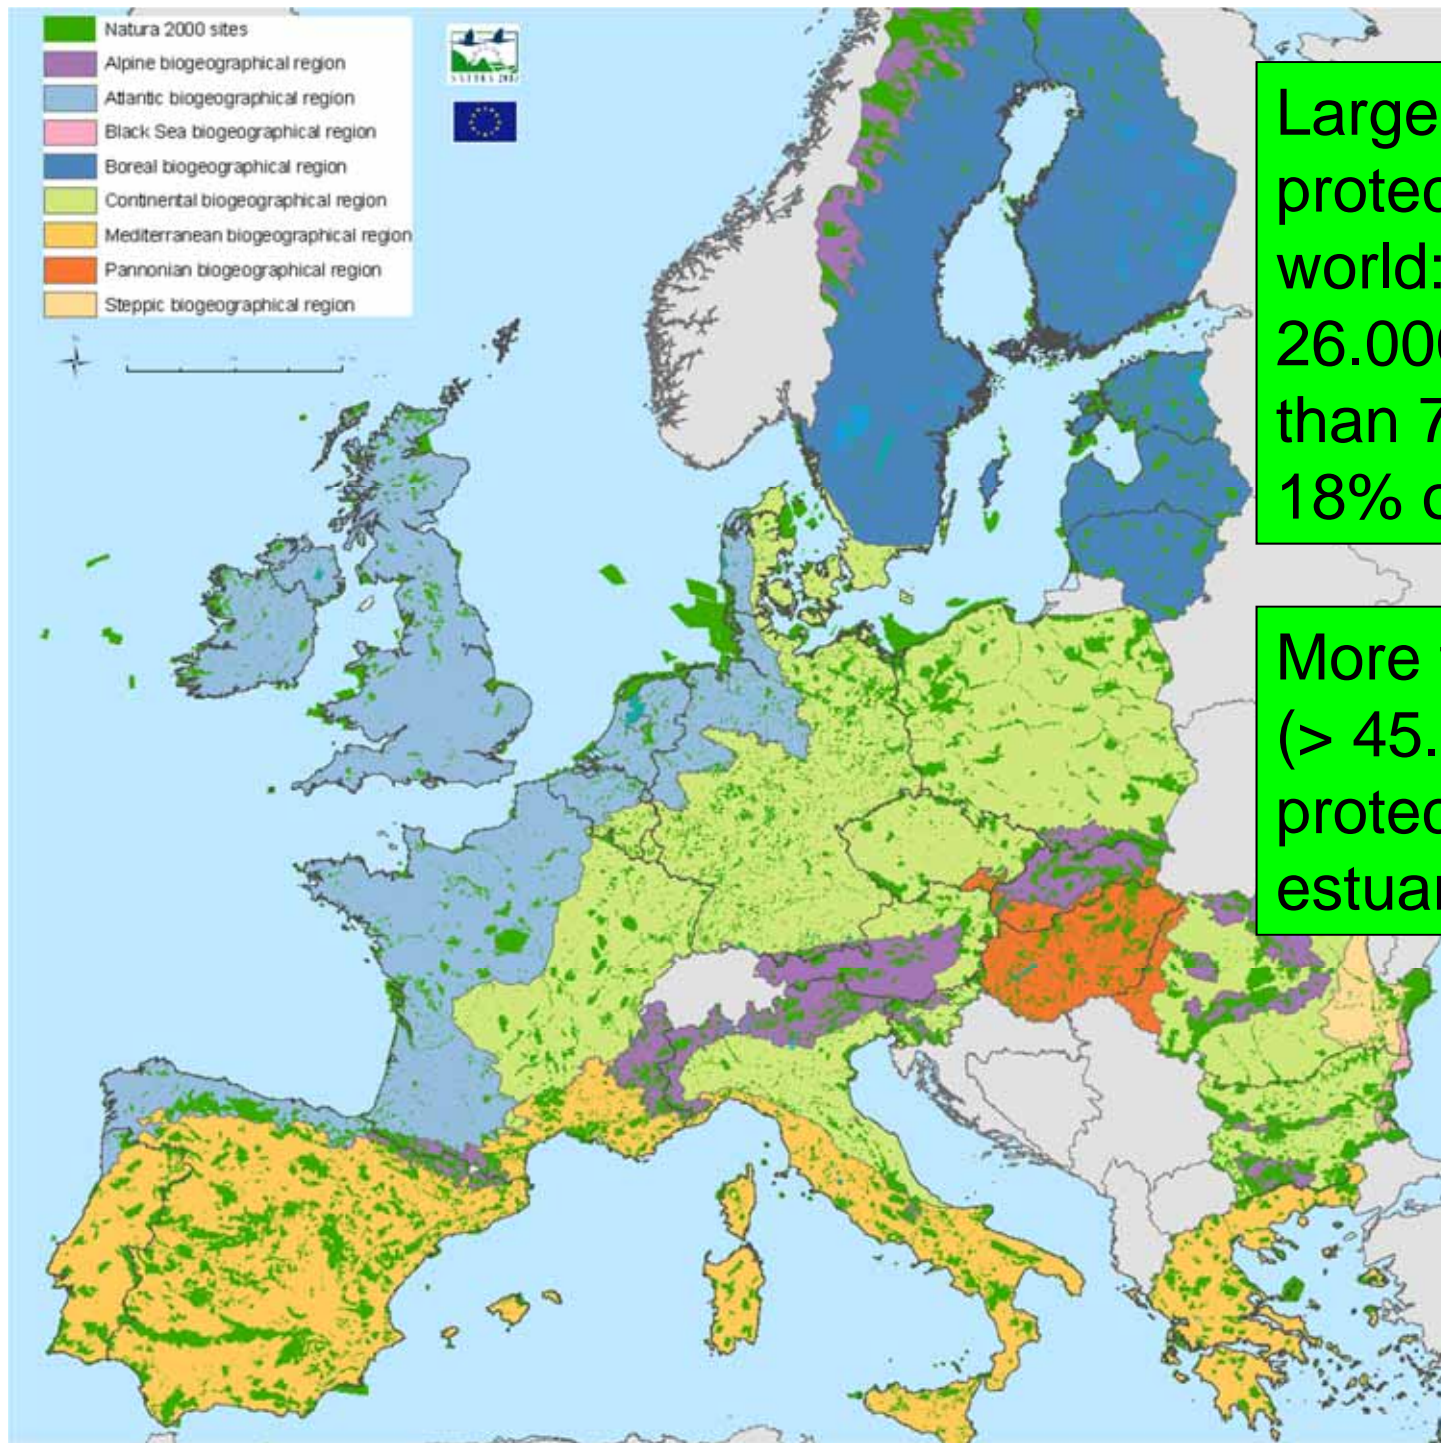 Natura 2000 sites
Alpine biogeographical region
Atlantic biogeographical region
Black Sea biogeographical region
Boreal biogeographical region
Continental biogeographical region
Mediterranean biogeographical region
Pannonian biogeographical region
Steppic biogeographical region
Large
protec
world:
26.000
than 7
18% o
More
(> 45.
protec
estuar